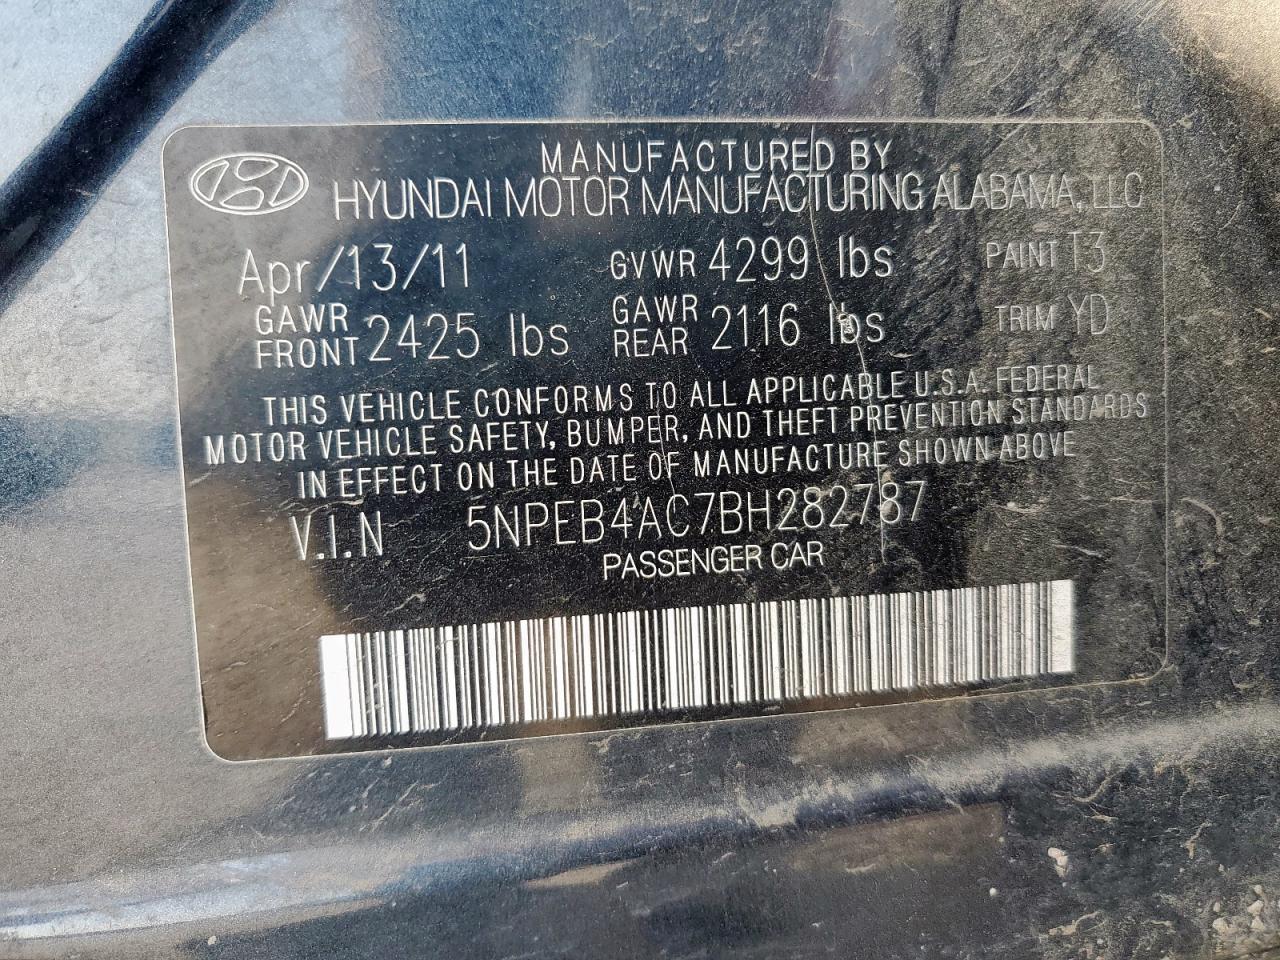 MANUFACTURED BY
HYUNDAI MOTOR MANUFACTURING ALABAMA, LLC
Apr/13/11 GVWR 4299 lbs PAINT T3
GAWR FRONT 2425 lbs GAWR REAR 2116 lbs TRIM YD
THIS VEHICLE CONFORMS TO ALL APPLICABLE U.S.A. FEDERAL
MOTOR VEHICLE SAFETY, BUMPER, AND THEFT PREVENTION STANDARDS
IN EFFECT ON THE DATE OF MANUFACTURE SHOWN ABOVE
V.I.N 5NPEB4AC7BH282787
PASSENGER CAR